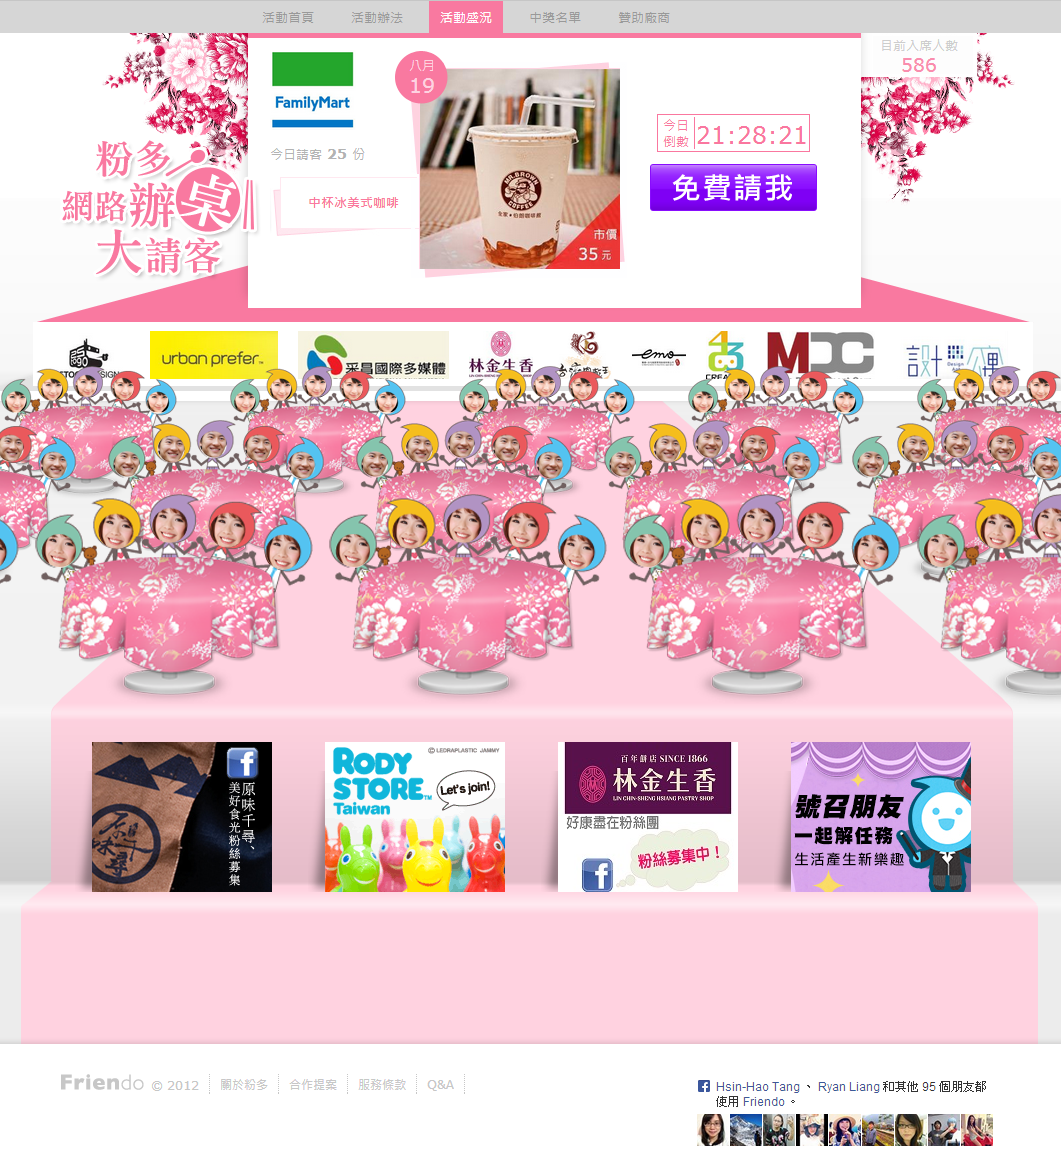 活動首頁
活動辦法
活動盛況
中獎名單
贊助廠商
目前入席人數
586
FamilyMart
八月
19
今日請客 25 份
中杯冰美式咖啡
MR. BROWN
COFFEE
市價
35 元
今日
倒數
21:28:21
免費請我
粉多
網路辦桌
大請客
urban prefer
采昌國際多媒體
林金生香
emo
MDC
設計
Design
原味千尋、
美好食光粉絲募集
© LEDRAPLASTIC JAMMY
RODY
STORE™
Taiwan
Let's join!
百年餅店 SINCE 1866
林金生香
LIN CHIN-SHENG HSIANG PASTRY SHOP
好康盡在粉絲團
粉絲募集中！
號召朋友
一起解任務
生活產生新樂趣
Friendo © 2012
關於粉多
合作提案
服務條款
Q&A
Hsin-Hao Tang、Ryan Liang 和其他 95 個朋友都
使用 Friendo。